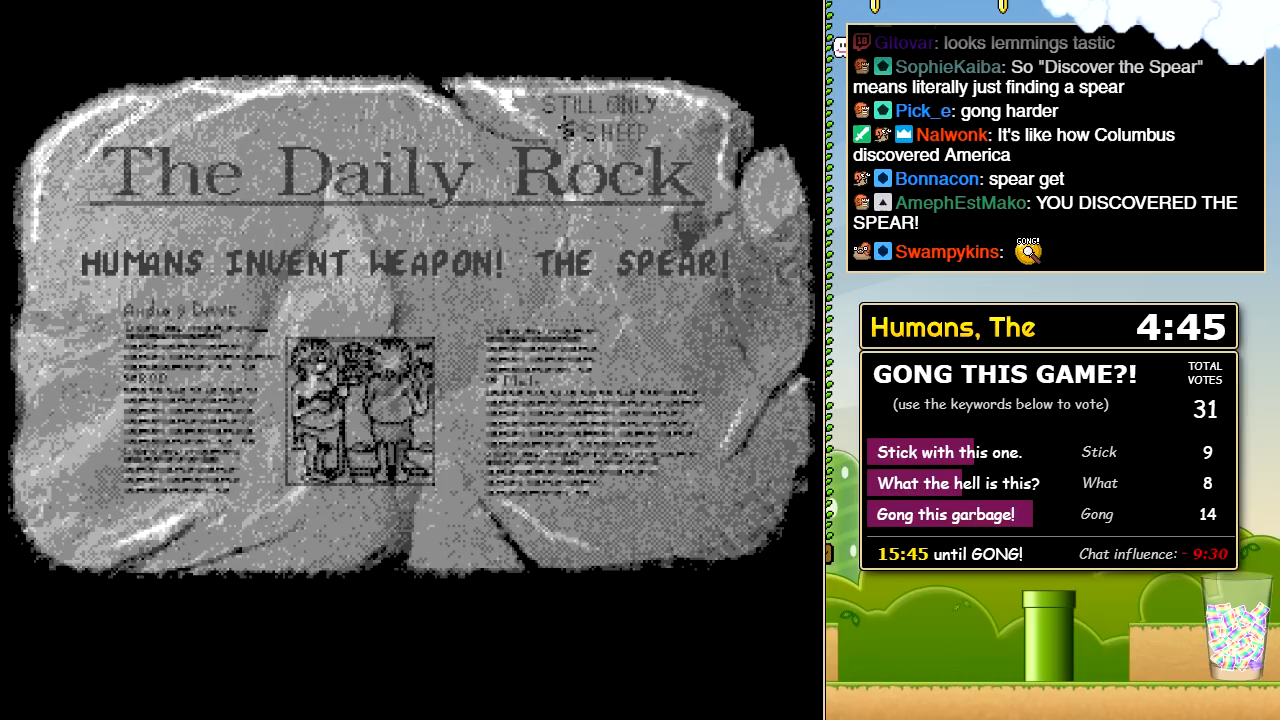 STILL ONLY
SHEEP
The Daily Rock
HUMANS INVENT WEAPON! THE SPEAR!
Gilovar: looks lemmings tastic
SophieKaiba: So "Discover the Spear"
means literally just finding a spear
Pick_e: gong harder
Nalwonk: It's like how Columbus
discovered America
Bonnacon: spear get
AmephEstMako: YOU DISCOVERED THE
SPEAR!
Swampykins: GONG!
Humans, The 4:45
GONG THIS GAME?! TOTAL
VOTES
(use the keywords below to vote) 31
Stick with this one. Stick 9
What the hell is this? What 8
Gong this garbage! Gong 14
15:45 until GONG! Chat influence: - 9:30